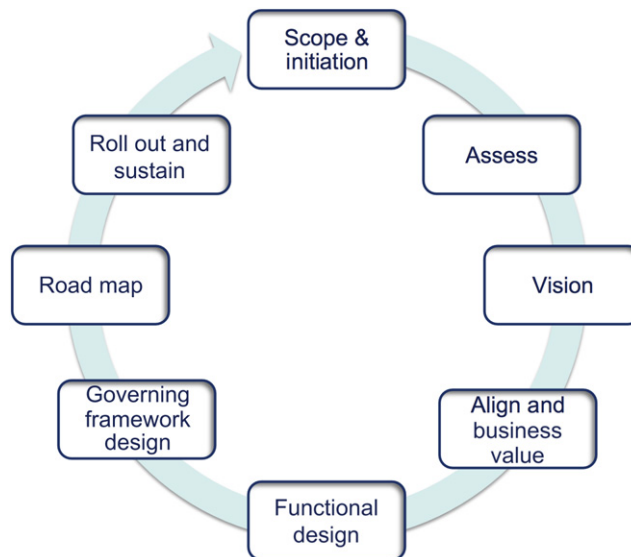 Scope &
initiation
Assess
Vision
Align and
business
value
Functional
design
Governing
framework
design
Road map
Roll out and
sustain